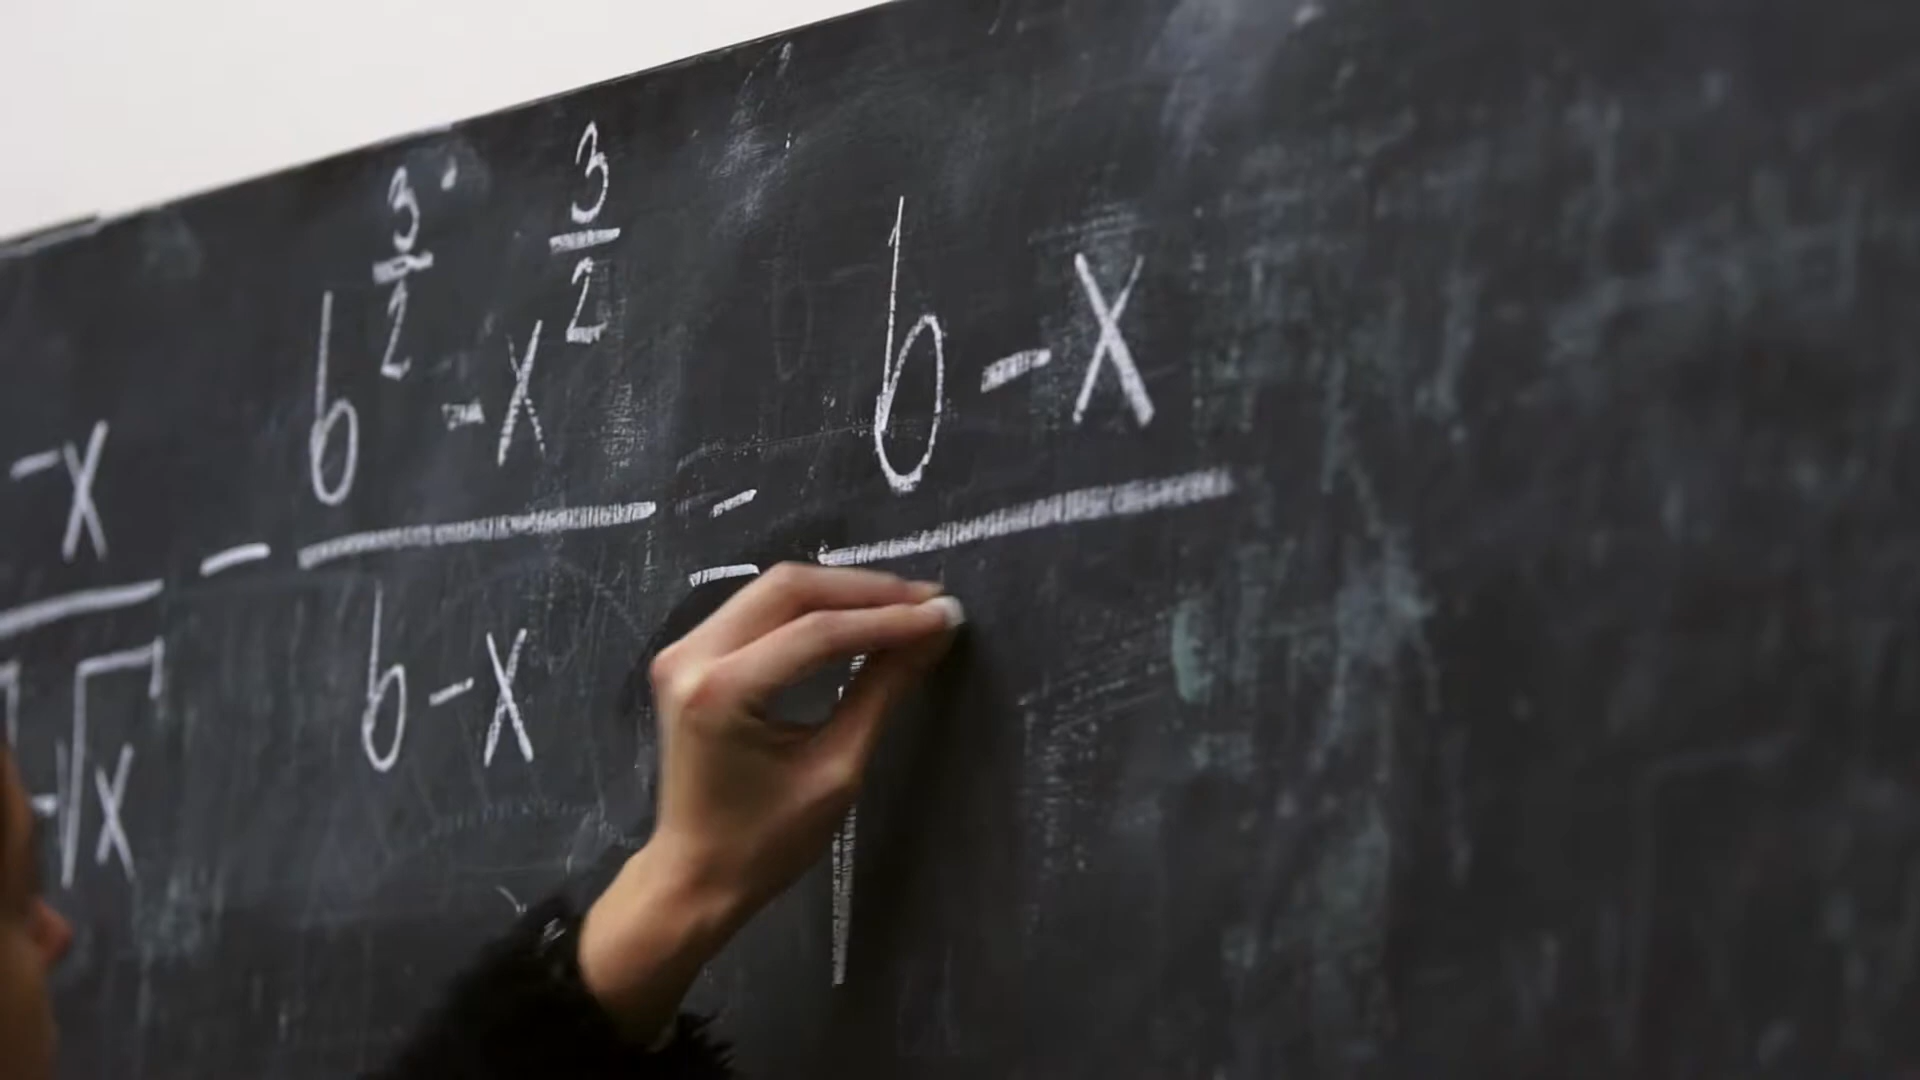 -x / √x - (b^(3/2) - x^(3/2)) / (b - x) = (b - x) /